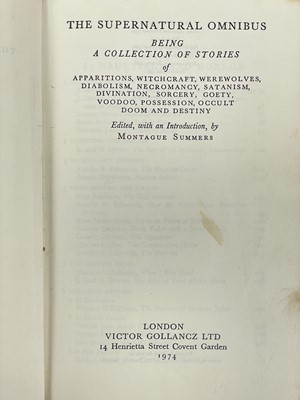 THE SUPERNATURAL OMNIBUS
BEING
A COLLECTION OF STORIES
of
APPARITIONS, WITCHCRAFT, WEREWOLVES,
DIABOLISM, NECROMANCY, SATANISM,
DIVINATION, SORCERY, GOETY,
VOODOO, POSSESSION, OCCULT
DOOM AND DESTINY
Edited, with an Introduction, by
MONTAGUE SUMMERS
LONDON
VICTOR GOLLANCZ LTD
14 Henrietta Street Covent Garden
1974